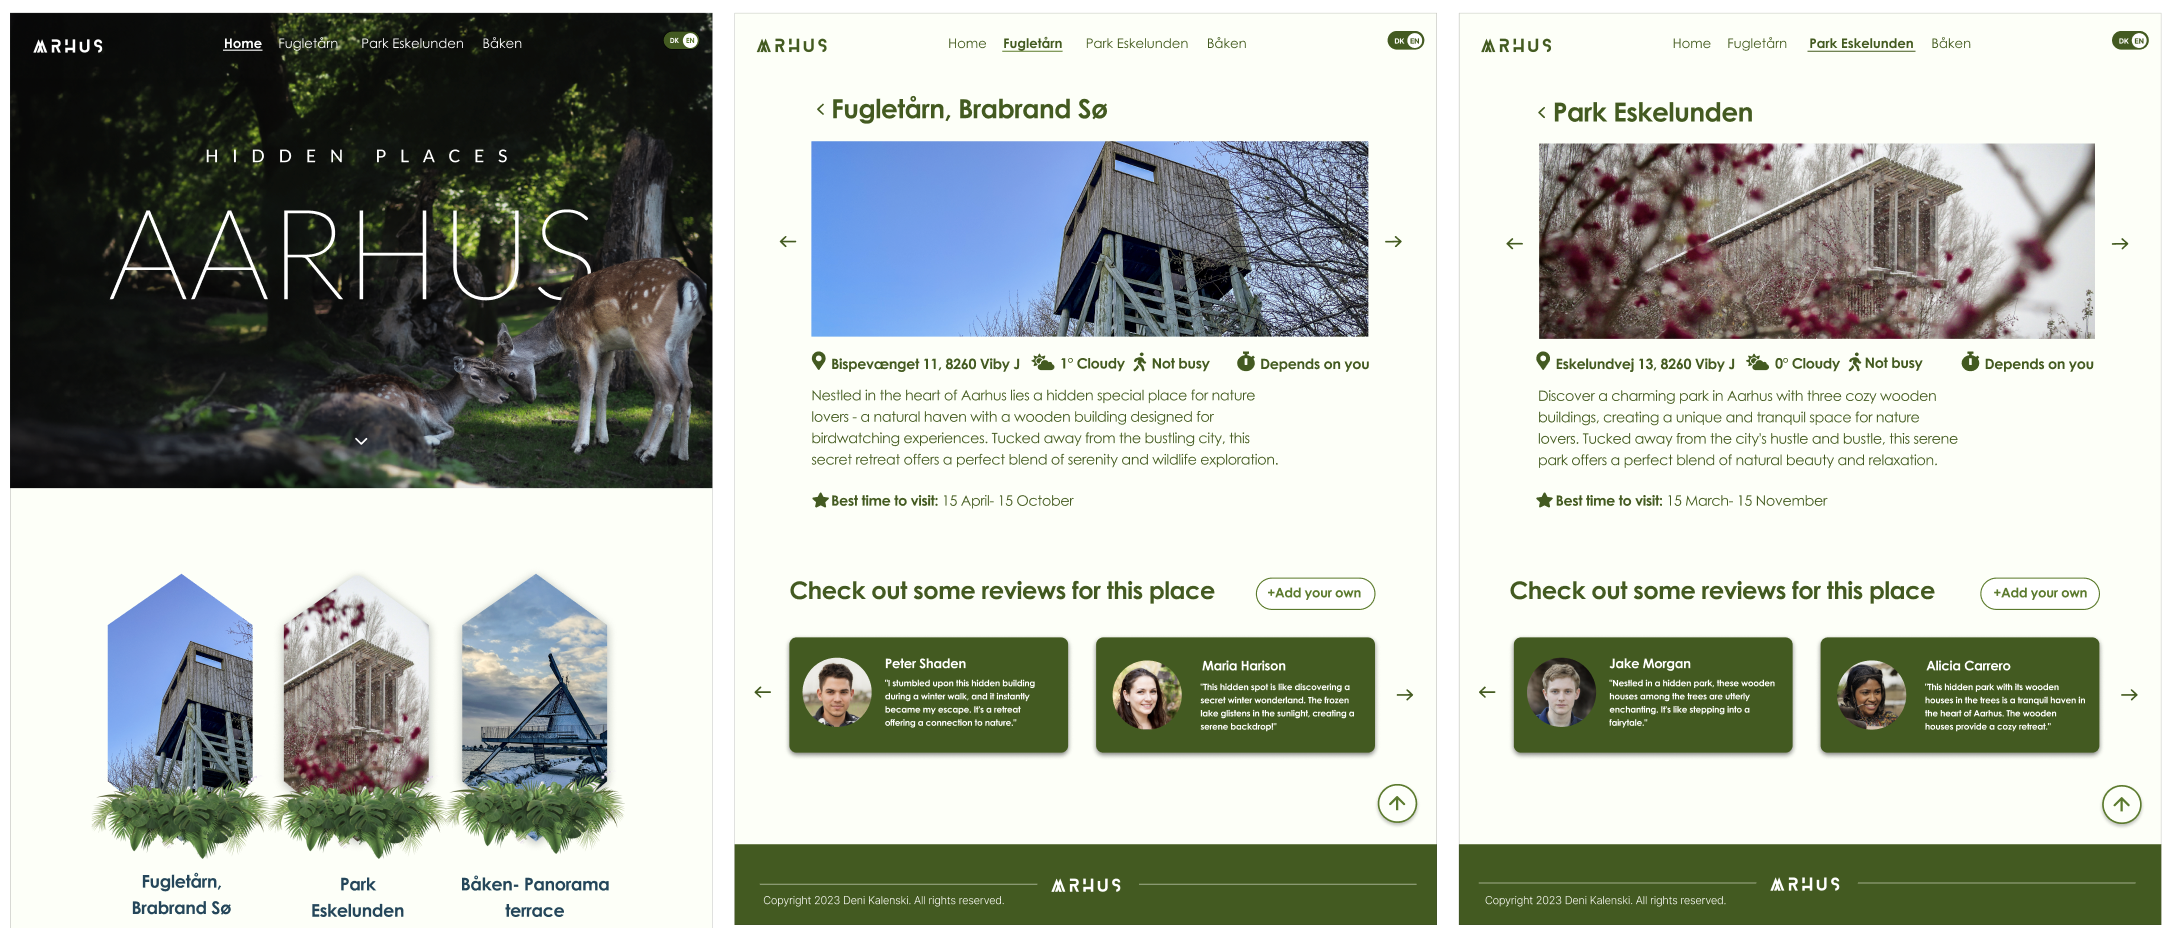 ARHUS
Home Fugletårn Park Eskelunden Båken
DK EN
HIDDEN PLACES
AARHUS
Fugletårn,
Brabrand Sø
Park
Eskelunden
Båken- Panorama
terrace
ARHUS
Home Fugletårn Park Eskelunden Båken
DK EN
Fugletårn, Brabrand Sø
Bispevænget 11, 8260 Viby J 1° Cloudy Not busy Depends on you
Nestled in the heart of Aarhus lies a hidden special place for nature
lovers - a natural haven with a wooden building designed for
birdwatching experiences. Tucked away from the bustling city, this
secret retreat offers a perfect blend of serenity and wildlife exploration.
Best time to visit: 15 April- 15 October
Check out some reviews for this place
+Add your own
Peter Shaden
"I stumbled upon this hidden building
during a winter walk, and it instantly
became my escape. It's a retreat
offering a connection to nature."
Maria Harison
"This hidden spot is like discovering a
secret winter wonderland. The frozen
lake glistens in the sunlight, creating a
serene backdrop!"
ARHUS
Copyright 2023 Deni Kalenski. All rights reserved.
ARHUS
Home Fugletårn Park Eskelunden Båken
DK EN
Park Eskelunden
Eskelundvej 13, 8260 Viby J 0° Cloudy Not busy Depends on you
Discover a charming park in Aarhus with three cozy wooden
buildings, creating a unique and tranquil space for nature
lovers. Tucked away from the city's hustle and bustle, this serene
park offers a perfect blend of natural beauty and relaxation.
Best time to visit: 15 March- 15 November
Check out some reviews for this place
+Add your own
Jake Morgan
"Nestled in a hidden park, these wooden
houses among the trees are utterly
enchanting. It's like stepping into a
fairytale."
Alicia Carrero
"This hidden park with its wooden
houses in the trees is a tranquil haven in
the heart of Aarhus. The wooden
houses provide a cozy retreat."
ARHUS
Copyright 2023 Deni Kalenski. All rights reserved.